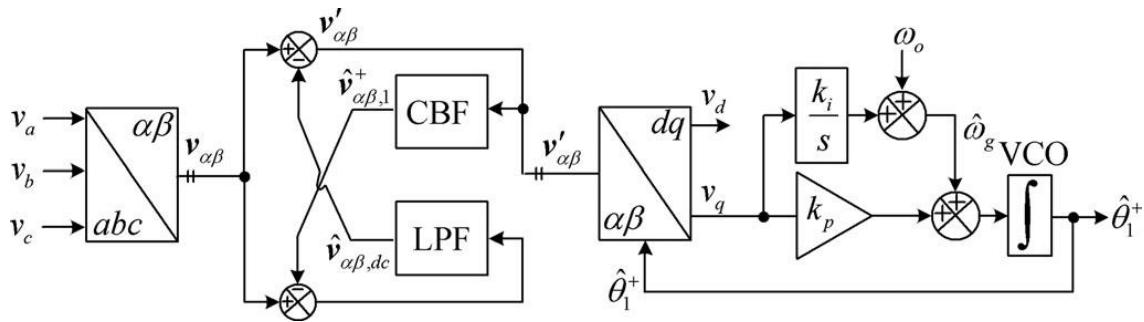 v_a
v_b
v_c
αβ
abc
v_αβ
v′_αβ
+
−
v̂^+_αβ,1
CBF
v̂_αβ,dc
LPF
+
−
v′_αβ
dq
αβ
v_d
v_q
θ̂_1^+
k_i
s
k_p
ω_o
+
+
ω̂_g
VCO
+
+
∫
θ̂_1^+